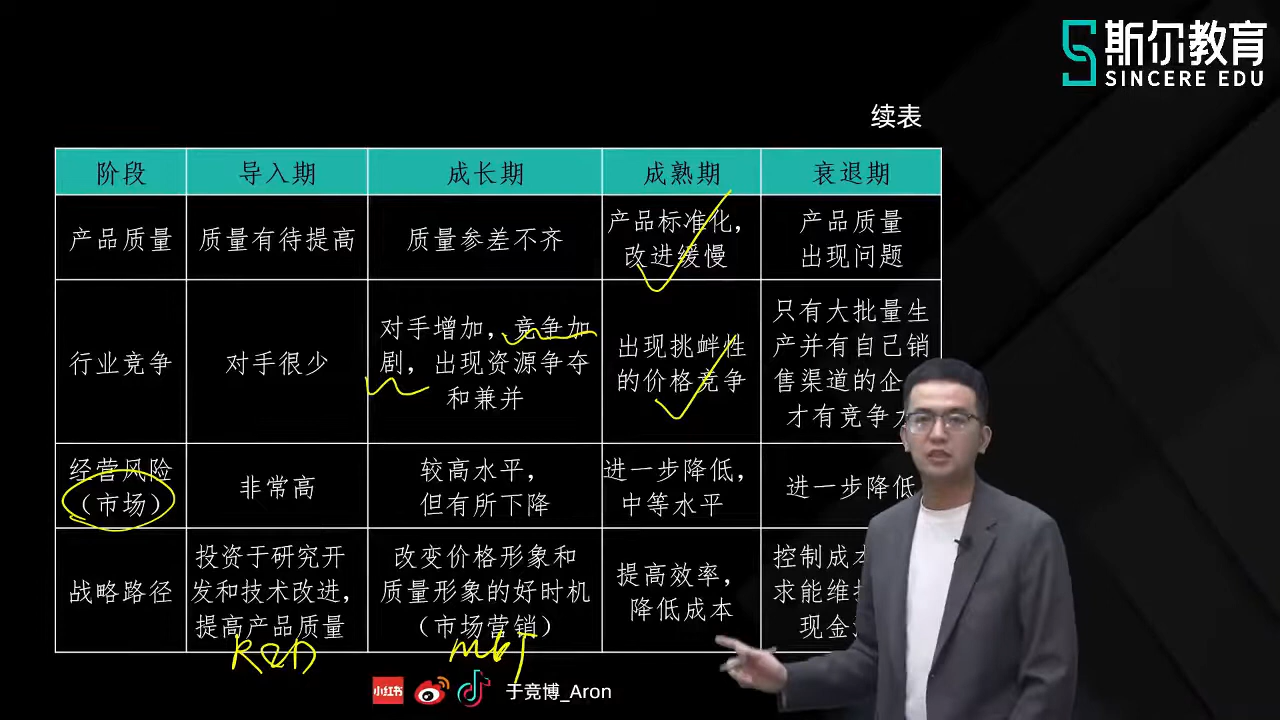 斯尔教育
SINCERE EDU
续表
阶段 导入期 成长期 成熟期 衰退期
产品质量 质量有待提高 质量参差不齐 产品标准化， 产品质量
改进缓慢 出现问题
行业竞争 对手很少 对手增加，竞争加 出现挑衅性 只有大批量生
剧，出现资源争夺 的价格竞争 产并有自己销
和兼并 售渠道的企
才有竞争
经营风险 非常高 较高水平， 进一步降低， 进一步降低
（市场） 但有所下降 中等水平
战略路径 投资于研究开 改变价格形象和 提高效率， 控制成
发和技术改进， 质量形象的好时机 降低成本 求能维
提高产品质量 （市场营销） 现金
R&D mkt
小红书 于竞博_Aron